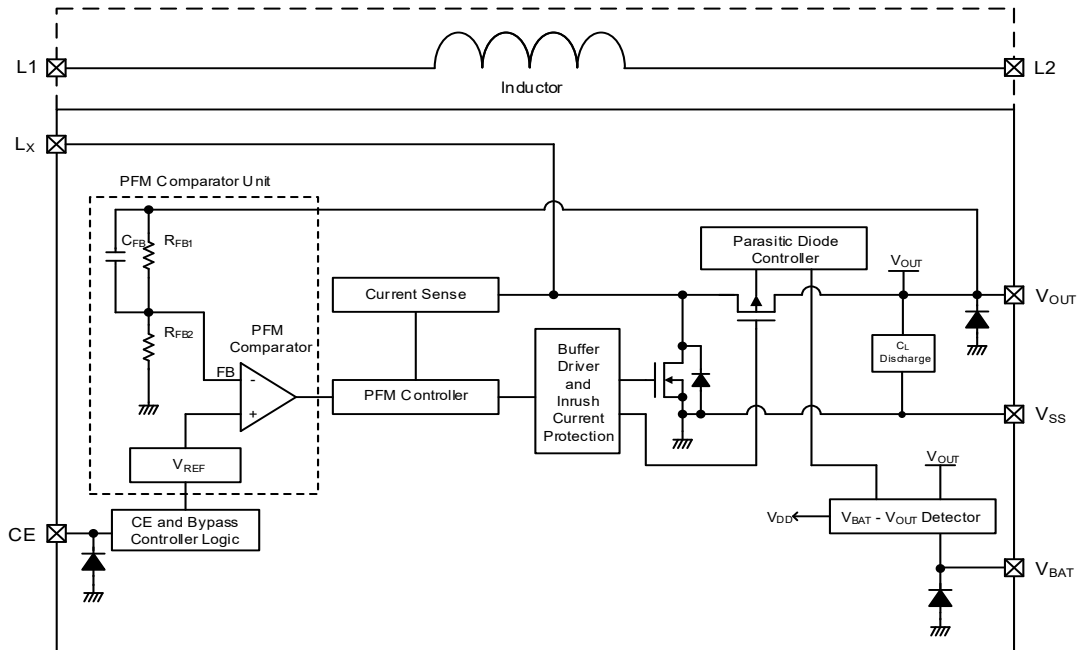 L1
L2
Inductor
LX
PFM Comparator Unit
CFB
RFB1
Parasitic Diode
Controller
VOUT
Current Sense
VOUT
RFB2
PFM
Comparator
Buffer
Driver
and
Inrush
Current
Protection
CL
Discharge
FB
-
+
PFM Controller
VSS
VREF
VOUT
CE
CE and Bypass
Controller Logic
VDD
VBAT - VOUT Detector
VBAT